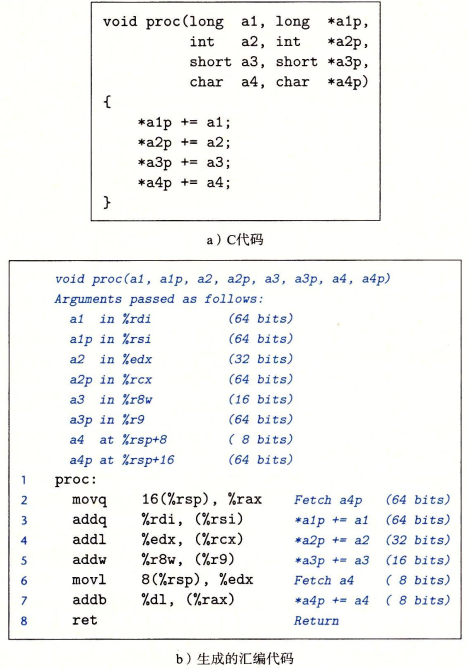 void proc(long  a1, long  *a1p,
          int   a2, int   *a2p,
          short a3, short *a3p,
          char  a4, char  *a4p)
{
    *a1p += a1;
    *a2p += a2;
    *a3p += a3;
    *a4p += a4;
}
a）C代码
void proc(a1, a1p, a2, a2p, a3, a3p, a4, a4p)
Arguments passed as follows:
  a1  in %rdi        (64 bits)
  a1p in %rsi        (64 bits)
  a2  in %edx        (32 bits)
  a2p in %rcx        (64 bits)
  a3  in %r8w        (16 bits)
  a3p in %r9         (64 bits)
  a4  at %rsp+8      ( 8 bits)
  a4p at %rsp+16     (64 bits)
1 proc:
2   movq    16(%rsp), %rax    Fetch a4p   (64 bits)
3   addq    %rdi, (%rsi)      *a1p += a1  (64 bits)
4   addl    %edx, (%rcx)      *a2p += a2  (32 bits)
5   addw    %r8w, (%r9)       *a3p += a3  (16 bits)
6   movl    8(%rsp), %edx     Fetch a4    ( 8 bits)
7   addb    %dl, (%rax)       *a4p += a4  ( 8 bits)
8   ret                       Return
b）生成的汇编代码